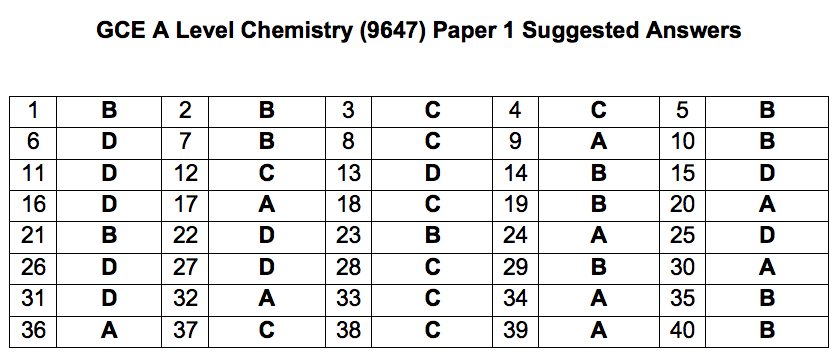 GCE A Level Chemistry (9647) Paper 1 Suggested Answers
1 B 2 B 3 C 4 C 5 B
6 D 7 B 8 C 9 A 10 B
11 D 12 C 13 D 14 B 15 D
16 D 17 A 18 C 19 B 20 A
21 B 22 D 23 B 24 A 25 D
26 D 27 D 28 C 29 B 30 A
31 D 32 A 33 C 34 A 35 B
36 A 37 C 38 C 39 A 40 B